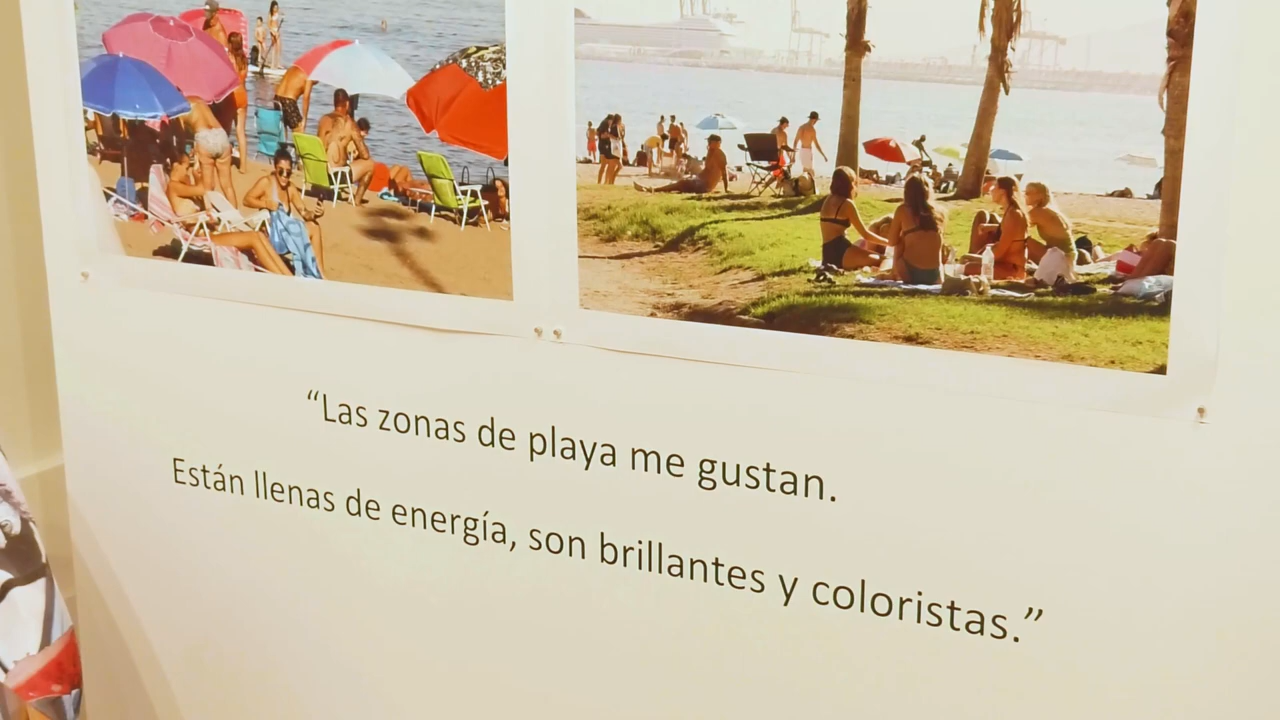 “Las zonas de playa me gustan.
Están llenas de energía, son brillantes y coloristas.”